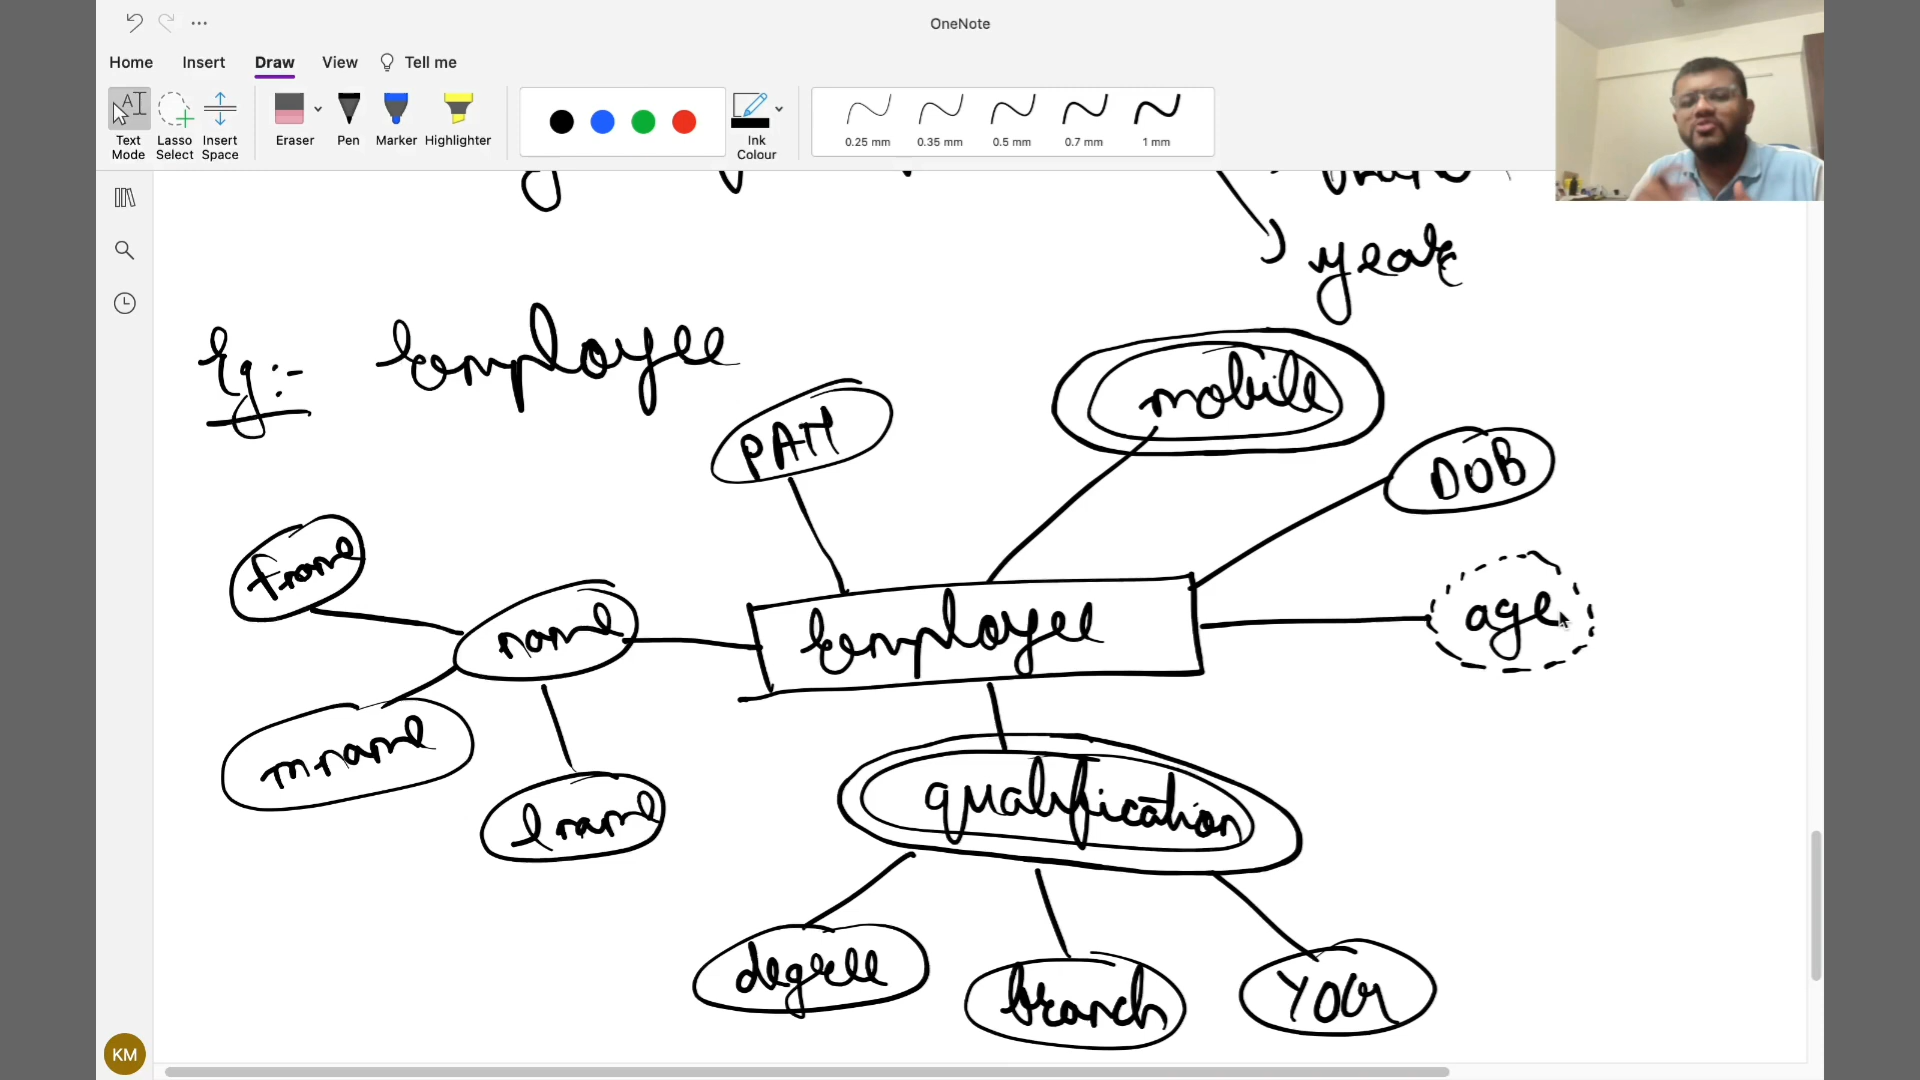 OneNote
Home Insert Draw View Tell me
Text Mode
Lasso Select
Insert Space
Eraser
Pen
Marker
Highlighter
Ink Colour
0.25 mm
0.35 mm
0.5 mm
0.7 mm
1 mm
year
Eg:- Employee
PAN
mobile
DOB
fname
name
Employee
age
m-name
lname
qualification
degree
branch
YOG
KM